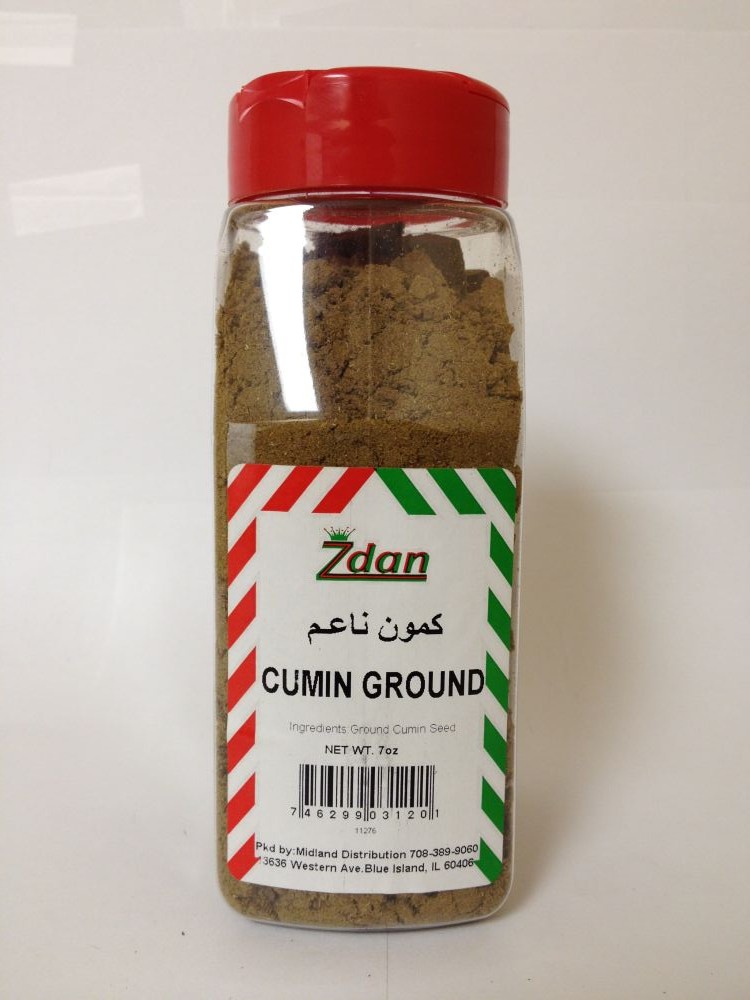 Zdan
كمون ناعم
CUMIN GROUND
Ingredients:Ground Cumin Seed
NET WT. 7oz
7 46299 03120 1
11276
Pkd by:Midland Distribution 708-389-9060
13636 Western Ave.Blue Island, IL 60406